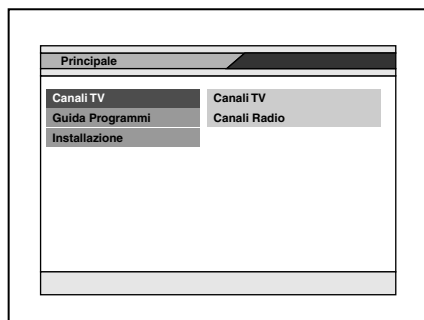 Principale
Canali TV
Guida Programmi
Installazione
Canali TV
Canali Radio